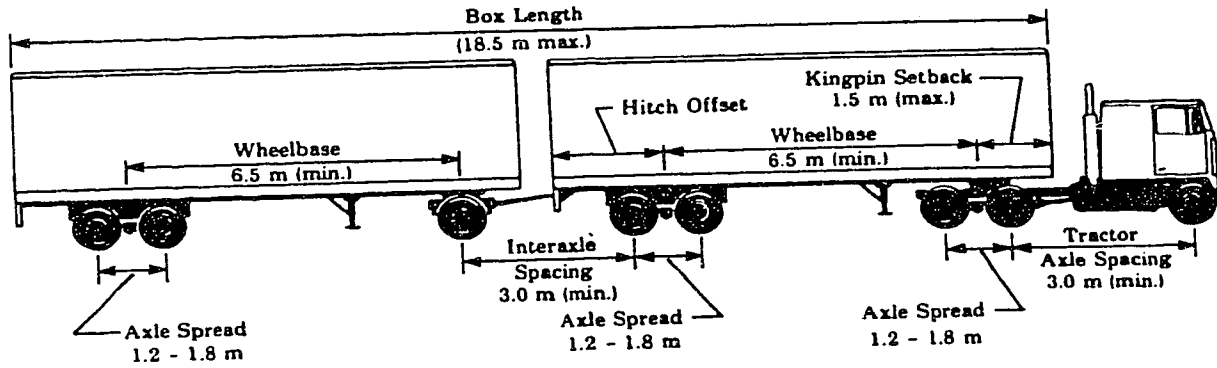 Box Length
(18.5 m max.)
Kingpin Setback
1.5 m (max.)
Hitch Offset
Wheelbase
6.5 m (min.)
Wheelbase
6.5 m (min.)
Interaxle
Spacing
3.0 m (min.)
Tractor
Axle Spacing
3.0 m (min.)
Axle Spread
1.2 - 1.8 m
Axle Spread
1.2 - 1.8 m
Axle Spread
1.2 - 1.8 m